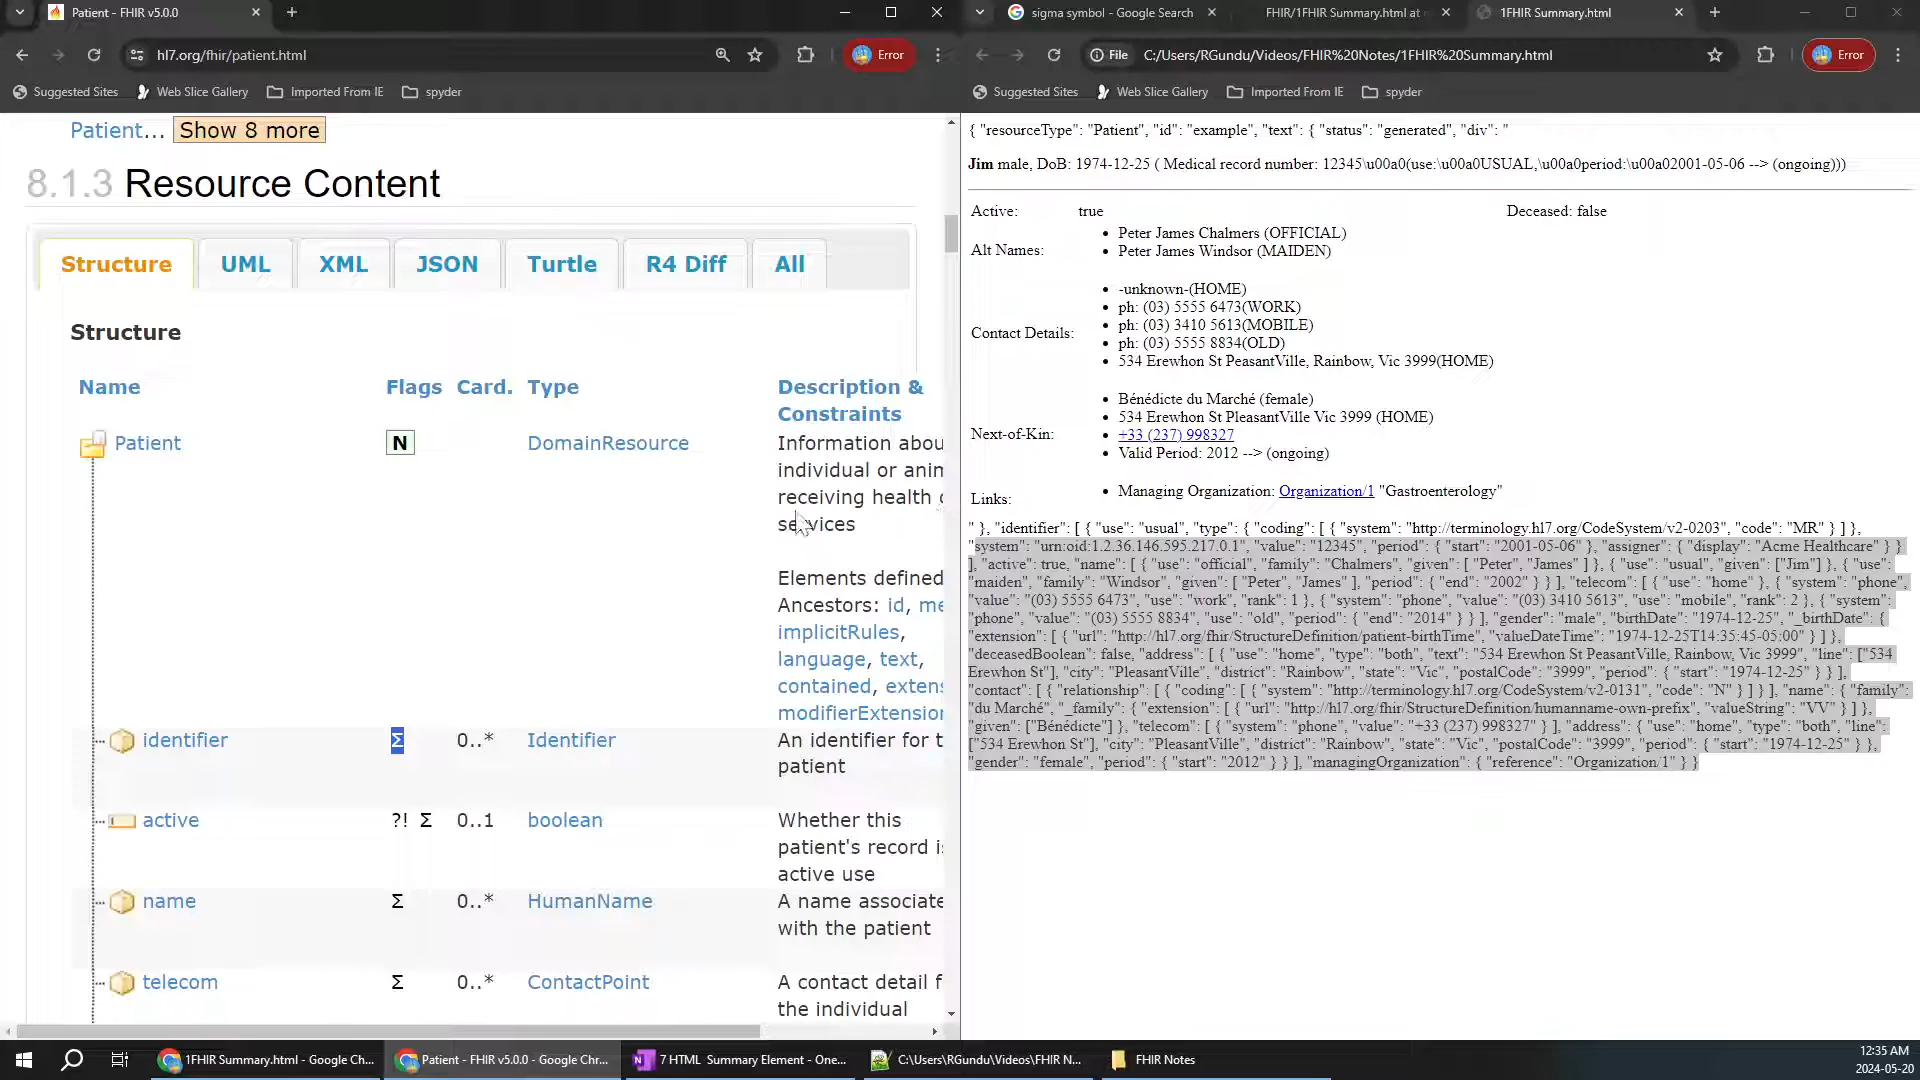 Patient - FHIR v5.0.0
hl7.org/fhir/patient.html
Error
Suggested Sites
Web Slice Gallery
Imported From IE
spyder
Patient... Show 8 more
8.1.3 Resource Content
Structure
UML
XML
JSON
Turtle
R4 Diff
All
Structure
Name
Flags
Card.
Type
Description &
Constraints
Patient
N
DomainResource
Information abou
individual or anim
receiving health
services
Elements defined
Ancestors: id, me
implicitRules,
language, text,
contained, extens
modifierExtension
identifier
Σ
0..*
Identifier
An identifier for t
patient
active
?! Σ
0..1
boolean
Whether this
patient's record i
active use
name
Σ
0..*
HumanName
A name associate
with the patient
telecom
Σ
0..*
ContactPoint
A contact detail f
the individual
sigma symbol - Google Search
FHIR/1FHIR Summary.html at
1FHIR Summary.html
File
C:/Users/RGundu/Videos/FHIR%20Notes/1FHIR%20Summary.html
Error
Suggested Sites
Web Slice Gallery
Imported From IE
spyder
{ "resourceType": "Patient", "id": "example", "text": { "status": "generated", "div": "
Jim male, DoB: 1974-12-25 ( Medical record number: 12345\u00a0(use:\u00a0USUAL,\u00a0period:\u00a02001-05-06 --> (ongoing)))
Active: true Deceased: false
Alt Names:
• Peter James Chalmers (OFFICIAL)
• Peter James Windsor (MAIDEN)
Contact Details:
• -unknown-(HOME)
• ph: (03) 5555 6473(WORK)
• ph: (03) 3410 5613(MOBILE)
• ph: (03) 5555 8834(OLD)
• 534 Erewhon St PeasantVille, Rainbow, Vic 3999(HOME)
Next-of-Kin:
• Bénédicte du Marché (female)
• 534 Erewhon St PleasantVille Vic 3999 (HOME)
• +33 (237) 998327
• Valid Period: 2012 --> (ongoing)
Links:
• Managing Organization: Organization/1 "Gastroenterology"
" }, "identifier": [ { "use": "usual", "type": { "coding": [ { "system": "http://terminology.hl7.org/CodeSystem/v2-0203", "code": "MR" } ] },
"system": "urn:oid:1.2.36.146.595.217.0.1", "value": "12345", "period": { "start": "2001-05-06" }, "assigner": { "display": "Acme Healthcare" } }
], "active": true, "name": [ { "use": "official", "family": "Chalmers", "given": [ "Peter", "James" ] }, { "use": "usual", "given": ["Jim"] }, { "use":
"maiden", "family": "Windsor", "given": [ "Peter", "James" ], "period": { "end": "2002" } } ], "telecom": [ { "use": "home" }, { "system": "phone",
"value": "(03) 5555 6473", "use": "work", "rank": 1 }, { "system": "phone", "value": "(03) 3410 5613", "use": "mobile", "rank": 2 }, { "system":
"phone", "value": "(03) 5555 8834", "use": "old", "period": { "end": "2014" } } ], "gender": "male", "birthDate": "1974-12-25", "_birthDate": {
"extension": [ { "url": "http://hl7.org/fhir/StructureDefinition/patient-birthTime", "valueDateTime": "1974-12-25T14:35:45-05:00" } ] },
"deceasedBoolean": false, "address": [ { "use": "home", "type": "both", "text": "534 Erewhon St PeasantVille, Rainbow, Vic 3999", "line": ["534
Erewhon St"], "city": "PleasantVille", "district": "Rainbow", "state": "Vic", "postalCode": "3999", "period": { "start": "1974-12-25" } } ],
"contact": [ { "relationship": [ { "coding": [ { "system": "http://terminology.hl7.org/CodeSystem/v2-0131", "code": "N" } ] } ], "name": { "family":
"du Marché", "_family": { "extension": [ { "url": "http://hl7.org/fhir/StructureDefinition/humanname-own-prefix", "valueString": "VV" } ] },
"given": ["Bénédicte"] }, "telecom": [ { "system": "phone", "value": "+33 (237) 998327" } ], "address": { "use": "home", "type": "both", "line":
["534 Erewhon St"], "city": "PleasantVille", "district": "Rainbow", "state": "Vic", "postalCode": "3999", "period": { "start": "1974-12-25" } },
"gender": "female", "period": { "start": "2012" } } ], "managingOrganization": { "reference": "Organization/1" } }
1FHIR Summary.html - Google Ch...
Patient - FHIR v5.0.0 - Google Chr...
7 HTML Summary Element - One...
C:\Users\RGundu\Videos\FHIR N...
FHIR Notes
12:35 AM
2024-05-20